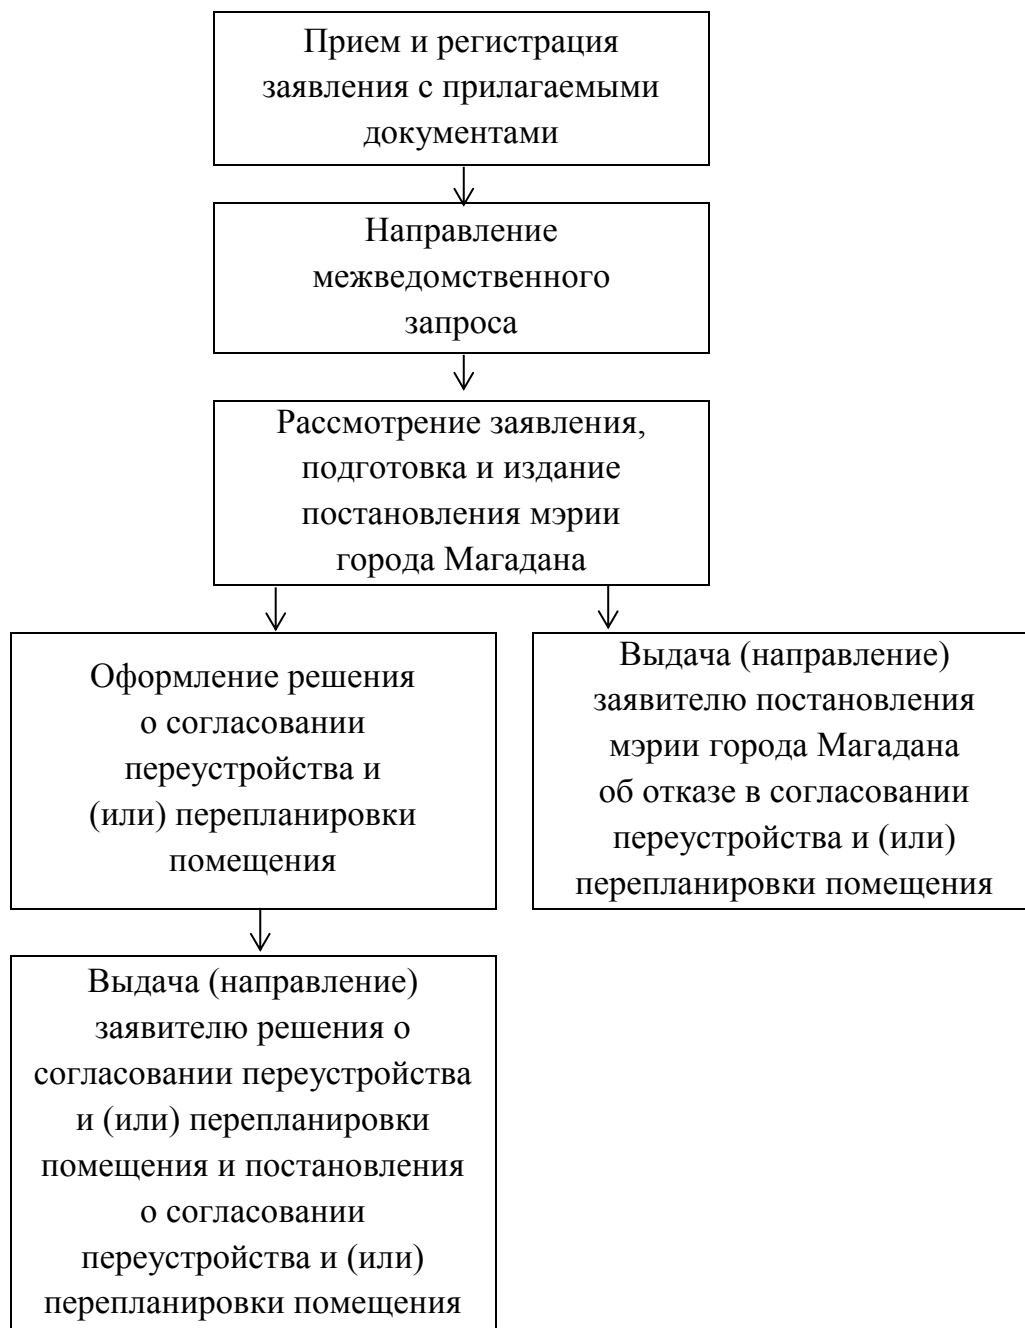 Прием и регистрация
заявления с прилагаемыми
документами
Направление
межведомственного
запроса
Рассмотрение заявления,
подготовка и издание
постановления мэрии
города Магадана
Оформление решения
о согласовании
переустройства и
(или) перепланировки
помещения
Выдача (направление)
заявителю постановления
мэрии города Магадана
об отказе в согласовании
переустройства и (или)
перепланировки помещения
Выдача (направление)
заявителю решения о
согласовании переустройства
и (или) перепланировки
помещения и постановления
о согласовании
переустройства и (или)
перепланировки помещения